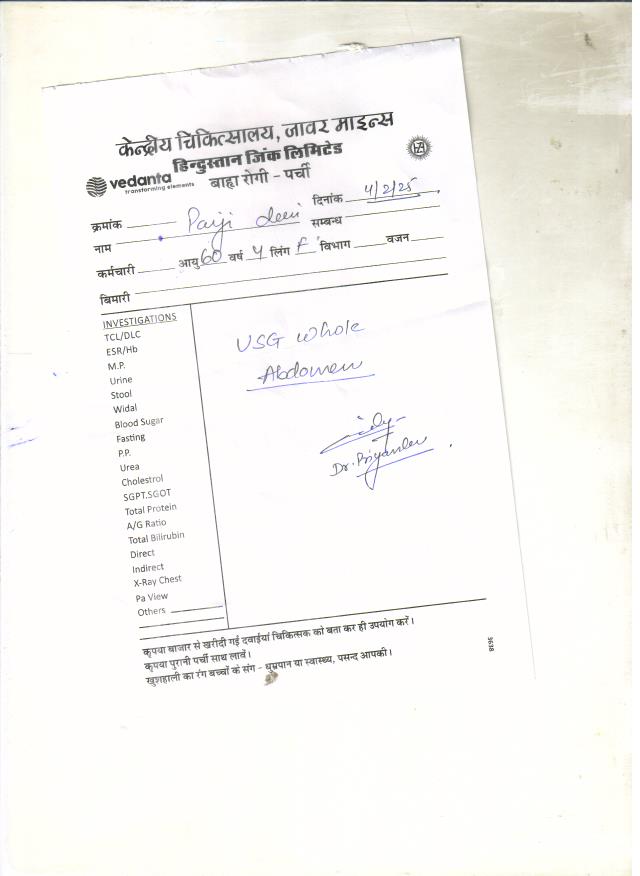 केन्द्रीय चिकित्सालय, जावर माइन्स
हिन्दुस्तान जिंक लिमिटेड
vedanta
transforming elements
बाह्य रोगी - पर्ची
क्रमांक दिनांक 4/2/25
नाम Paiji devi सम्बन्ध
कर्मचारी आयु 60 वर्ष y लिंग F विभाग वजन
बिमारी
INVESTIGATIONS
TCL/DLC
ESR/Hb
M.P.
Urine
Stool
Widal
Blood Sugar
Fasting
P.P.
Urea
Cholestrol
SGPT.SGOT
Total Protein
A/G Ratio
Total Bilirubin
Direct
Indirect
X-Ray Chest
Pa View
Others
USG Whole
Abdomen
Dr. Priyanka
कृपया बाजार से खरीदी गई दवाईयां चिकित्सक को बता कर ही उपयोग करें।
कृपया पुरानी पर्ची साथ लावें।
खुशहाली का रंग बच्चों के संग - धुम्रपान या स्वास्थ्य, पसन्द आपकी।
3618